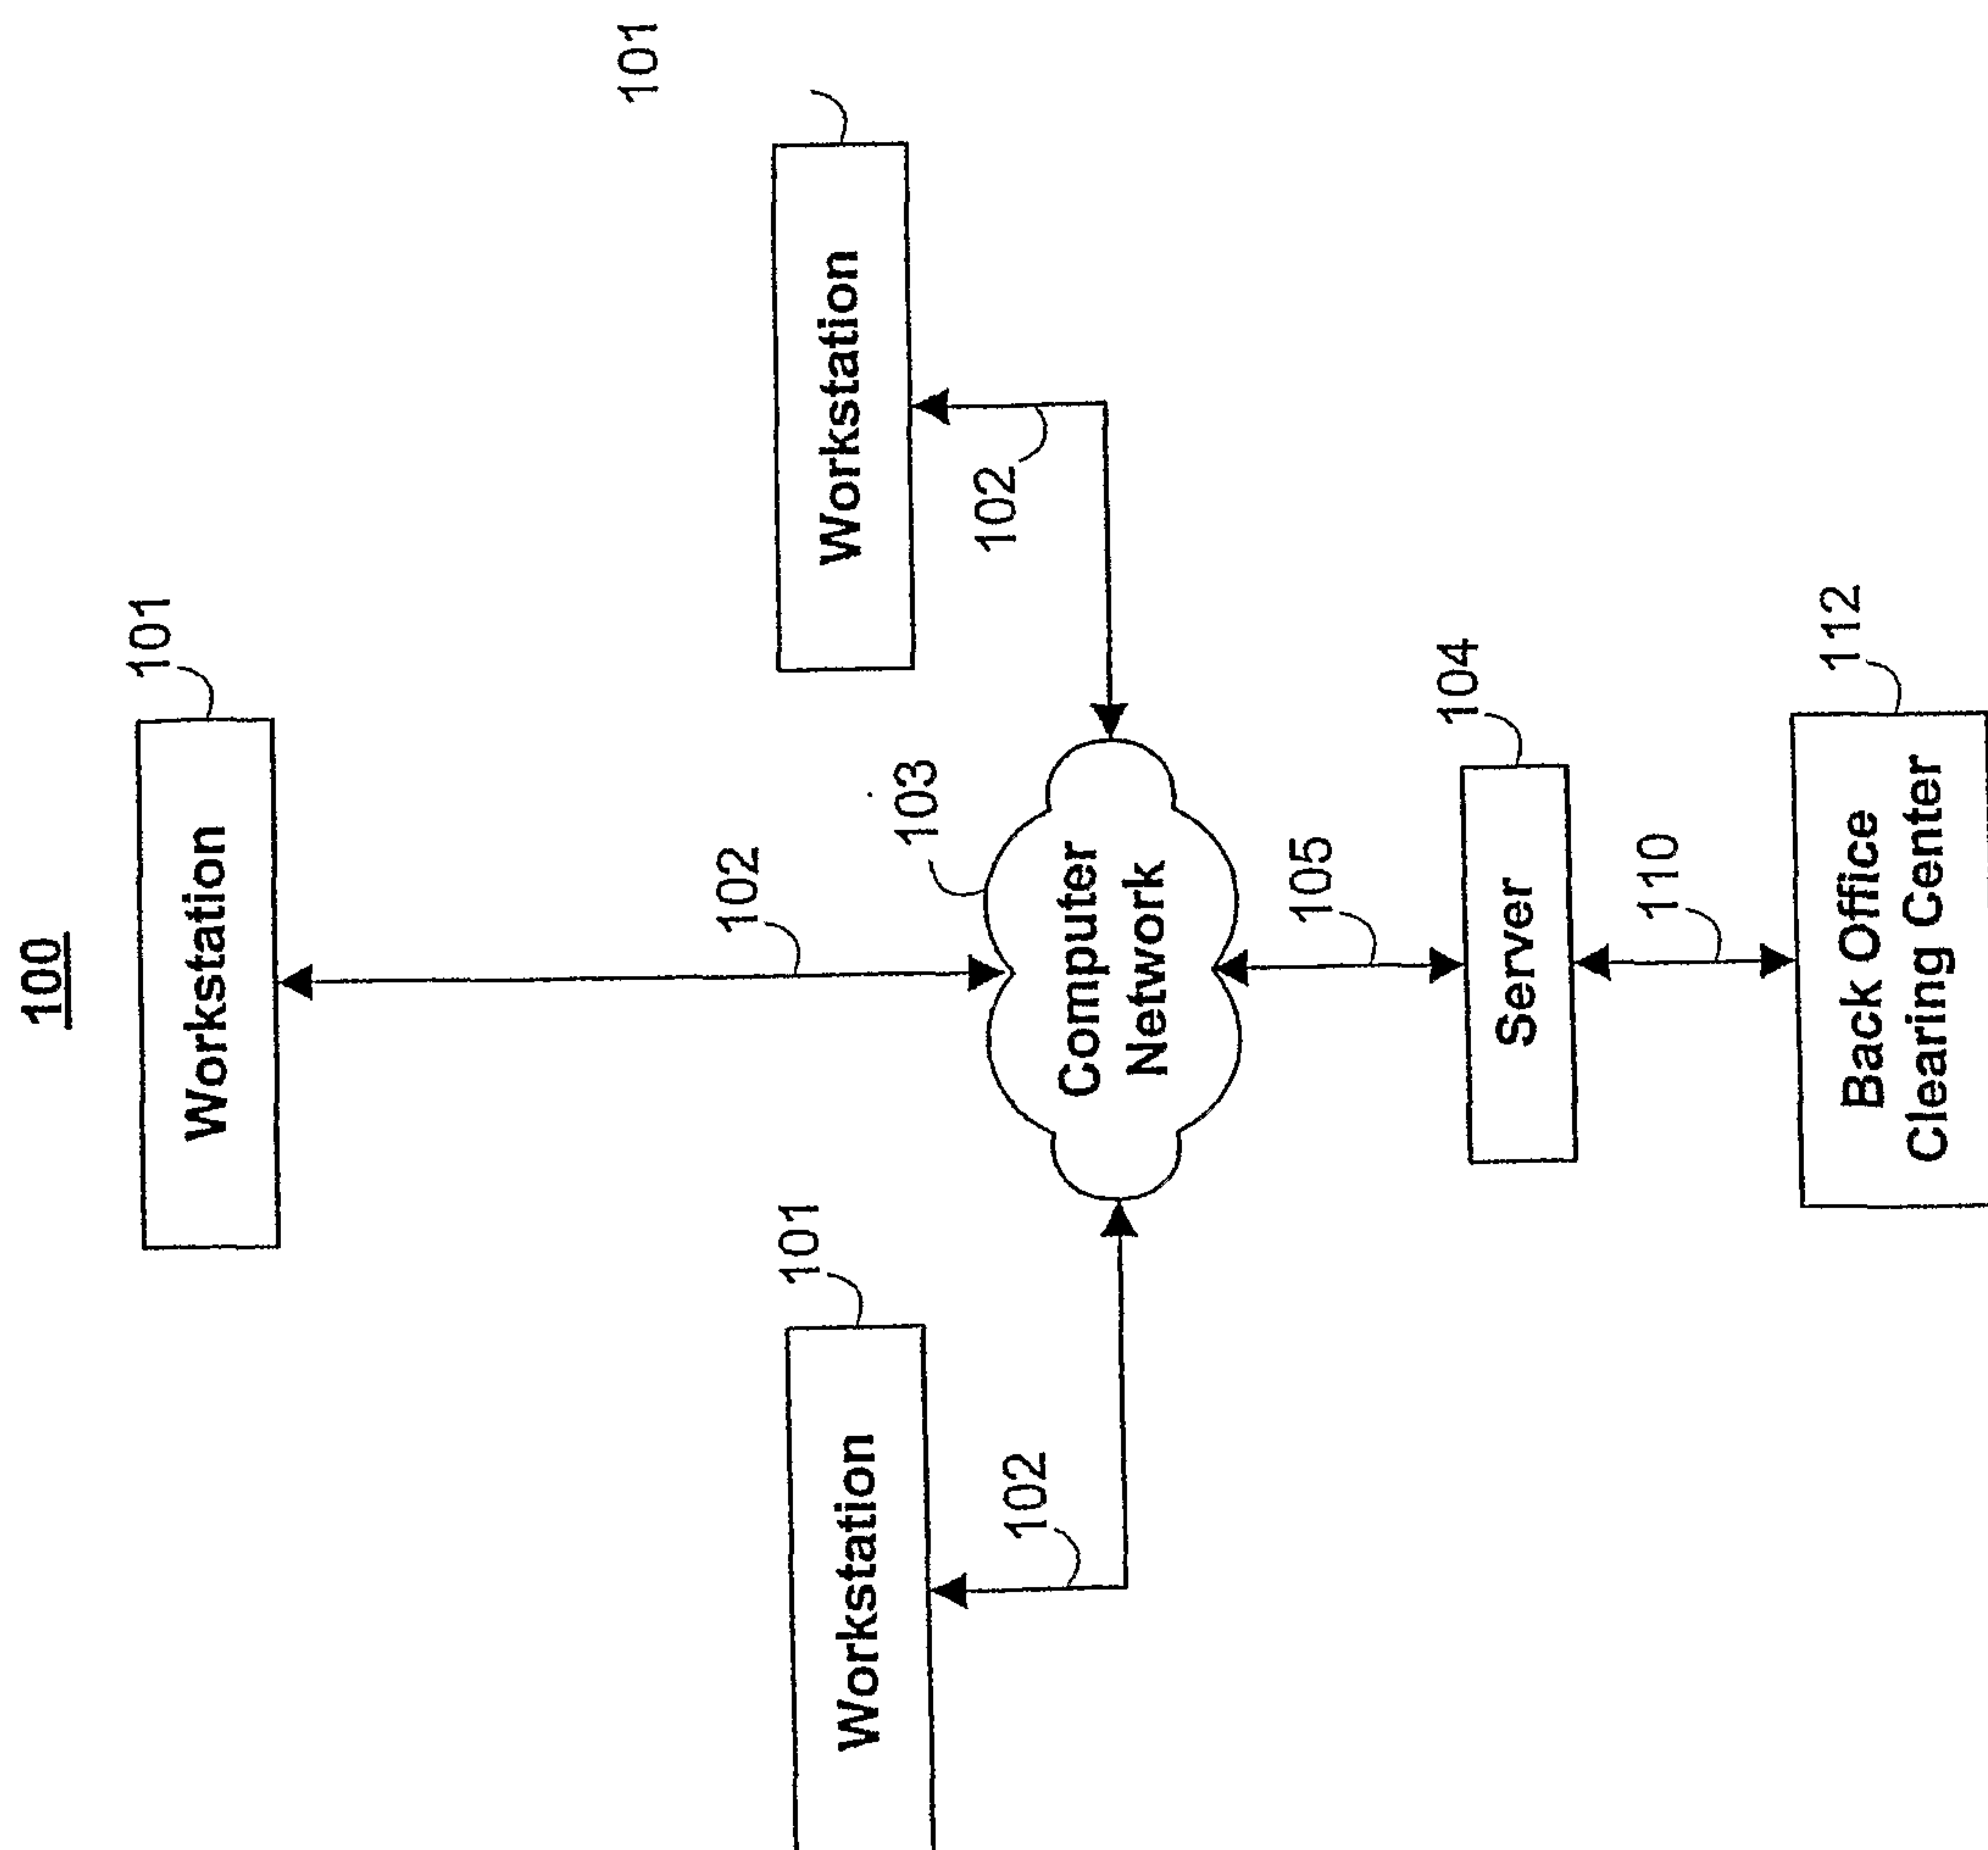 100
101
Workstation
102
101
Workstation
102
101
Workstation
102
103
Computer
Network
105
104
Server
110
112
Back Office
Clearing Center